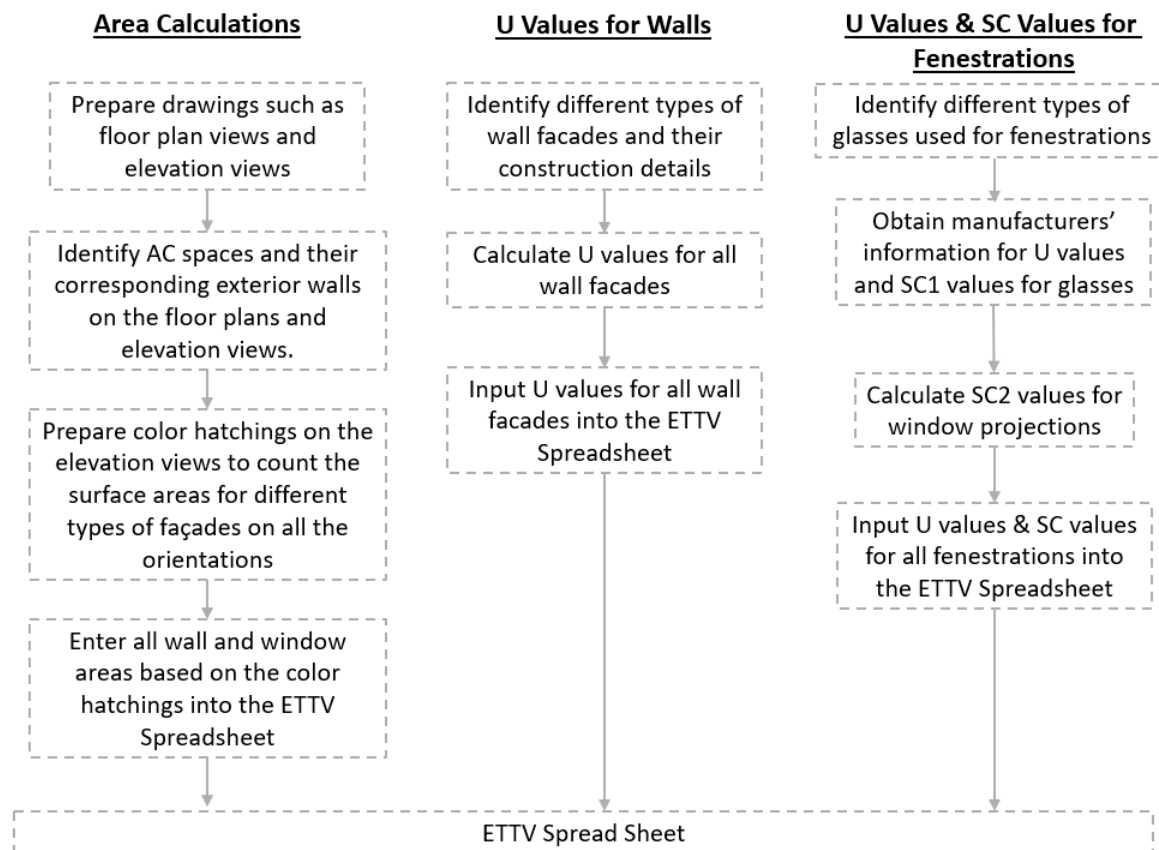 Area Calculations
Prepare drawings such as
floor plan views and
elevation views
Identify AC spaces and their
corresponding exterior walls
on the floor plans and
elevation views.
Prepare color hatchings on the
elevation views to count the
surface areas for different
types of façades on all the
orientations
Enter all wall and window
areas based on the color
hatchings into the ETTV
Spreadsheet
U Values for Walls
Identify different types of
wall facades and their
construction details
Calculate U values for all
wall facades
Input U values for all wall
facades into the ETTV
Spreadsheet
U Values & SC Values for
Fenestrations
Identify different types of
glasses used for fenestrations
Obtain manufacturers’
information for U values
and SC1 values for glasses
Calculate SC2 values for
window projections
Input U values & SC values
for all fenestrations into
the ETTV Spreadsheet
ETTV Spread Sheet